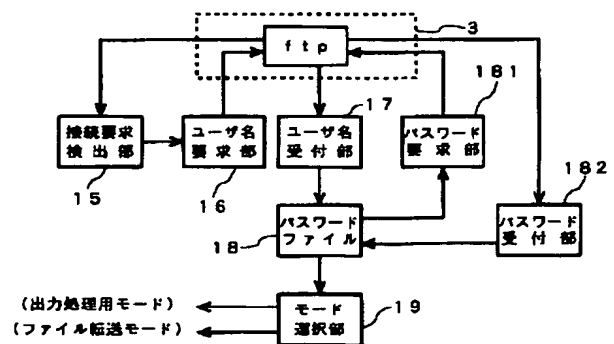 3
ｆｔｐ
181
17
接続要求
検出部
ユーザ名
要求部
ユーザ名
受付部
パスワード
要求部
15
16
182
18
パスワード
ファイル
パスワード
受付部
(出力処理用モード)
(ファイル転送モード)
モード
選択部
19